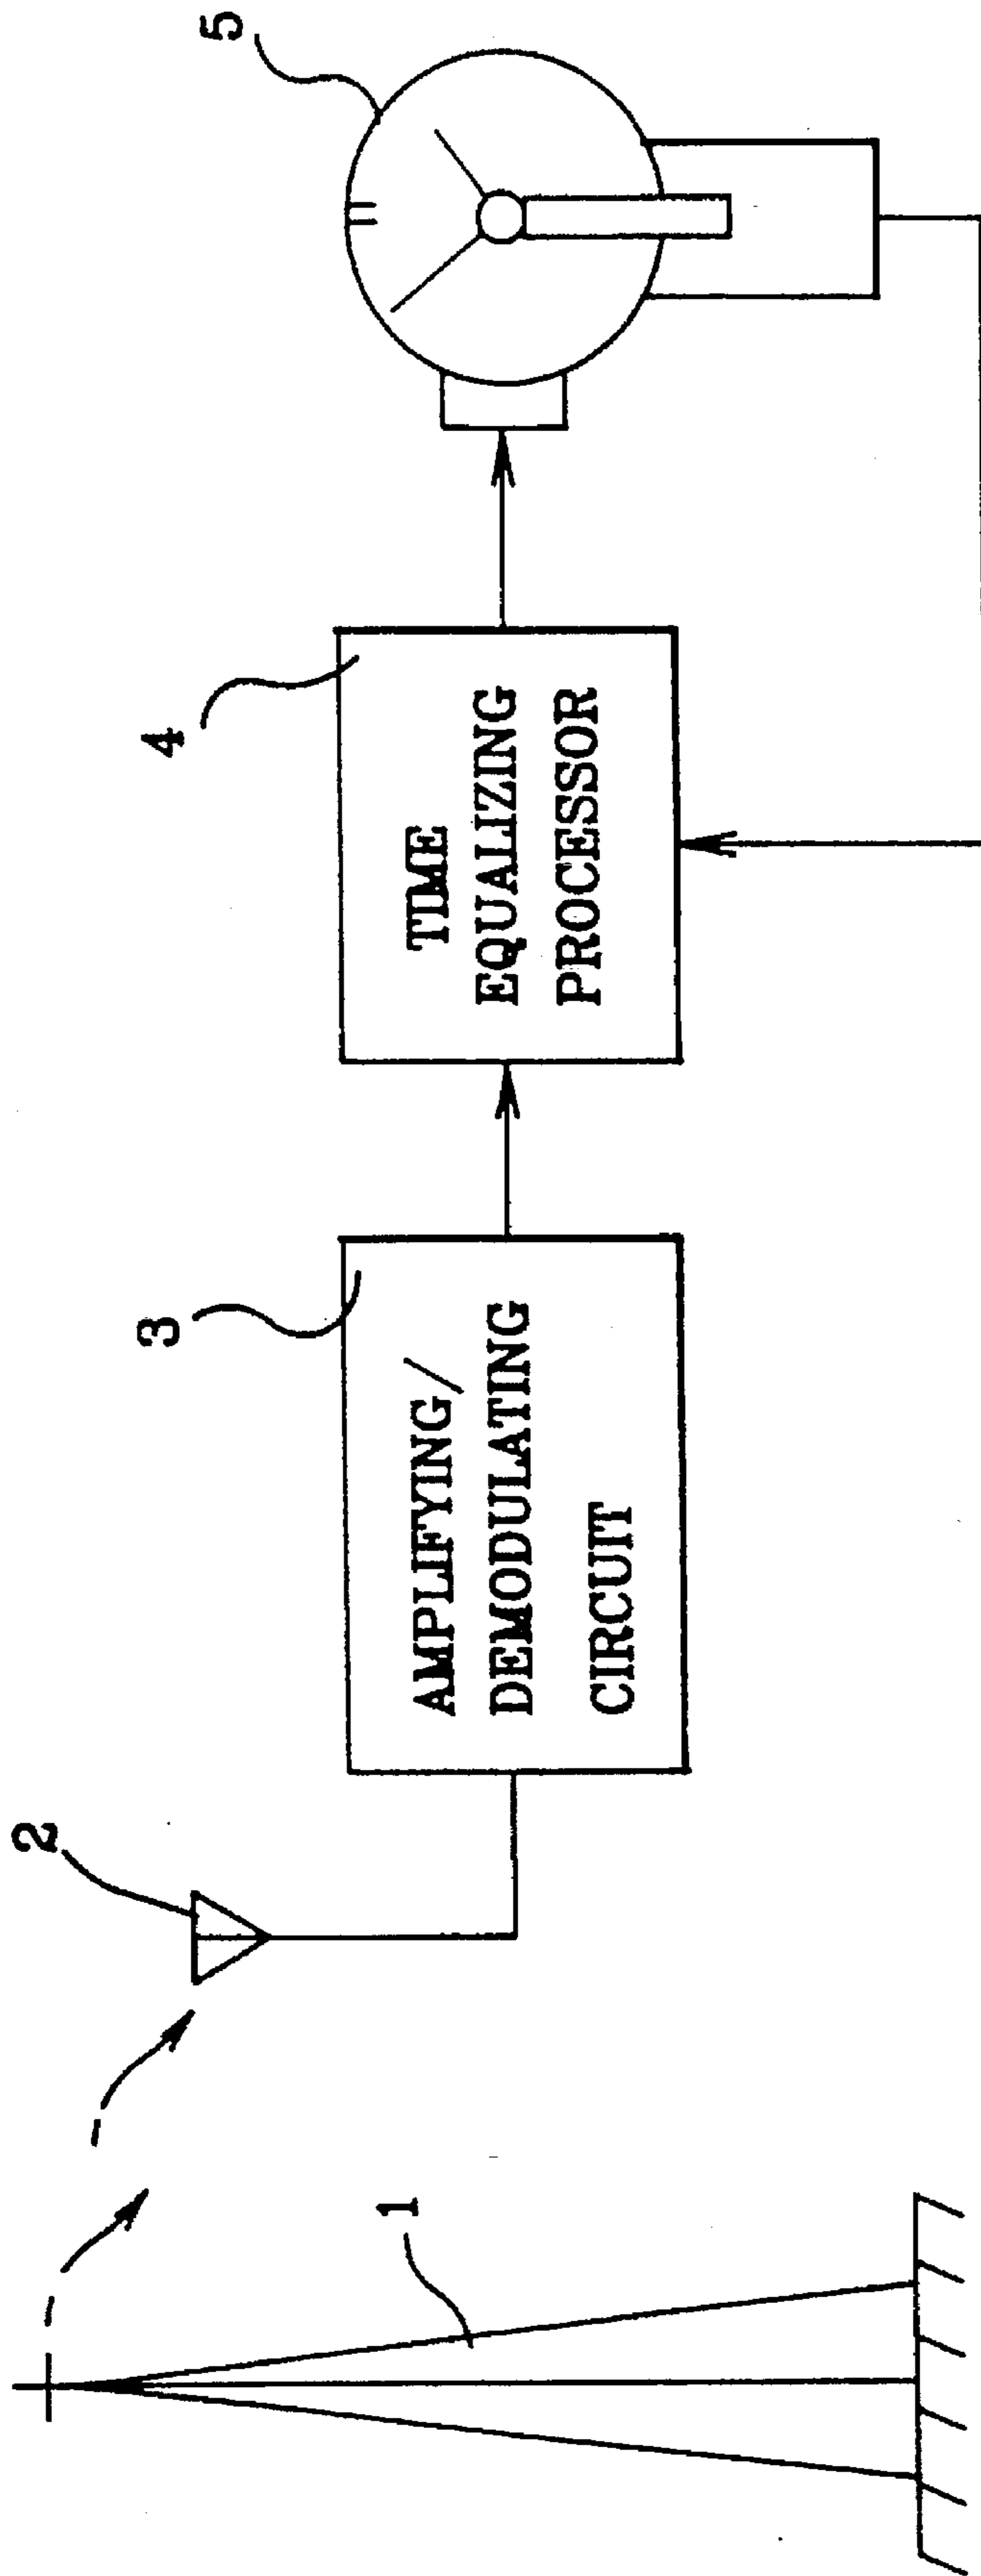 1
2
3
AMPLIFYING/
DEMODULATING
CIRCUIT
4
TIME
EQUALIZING
PROCESSOR
5